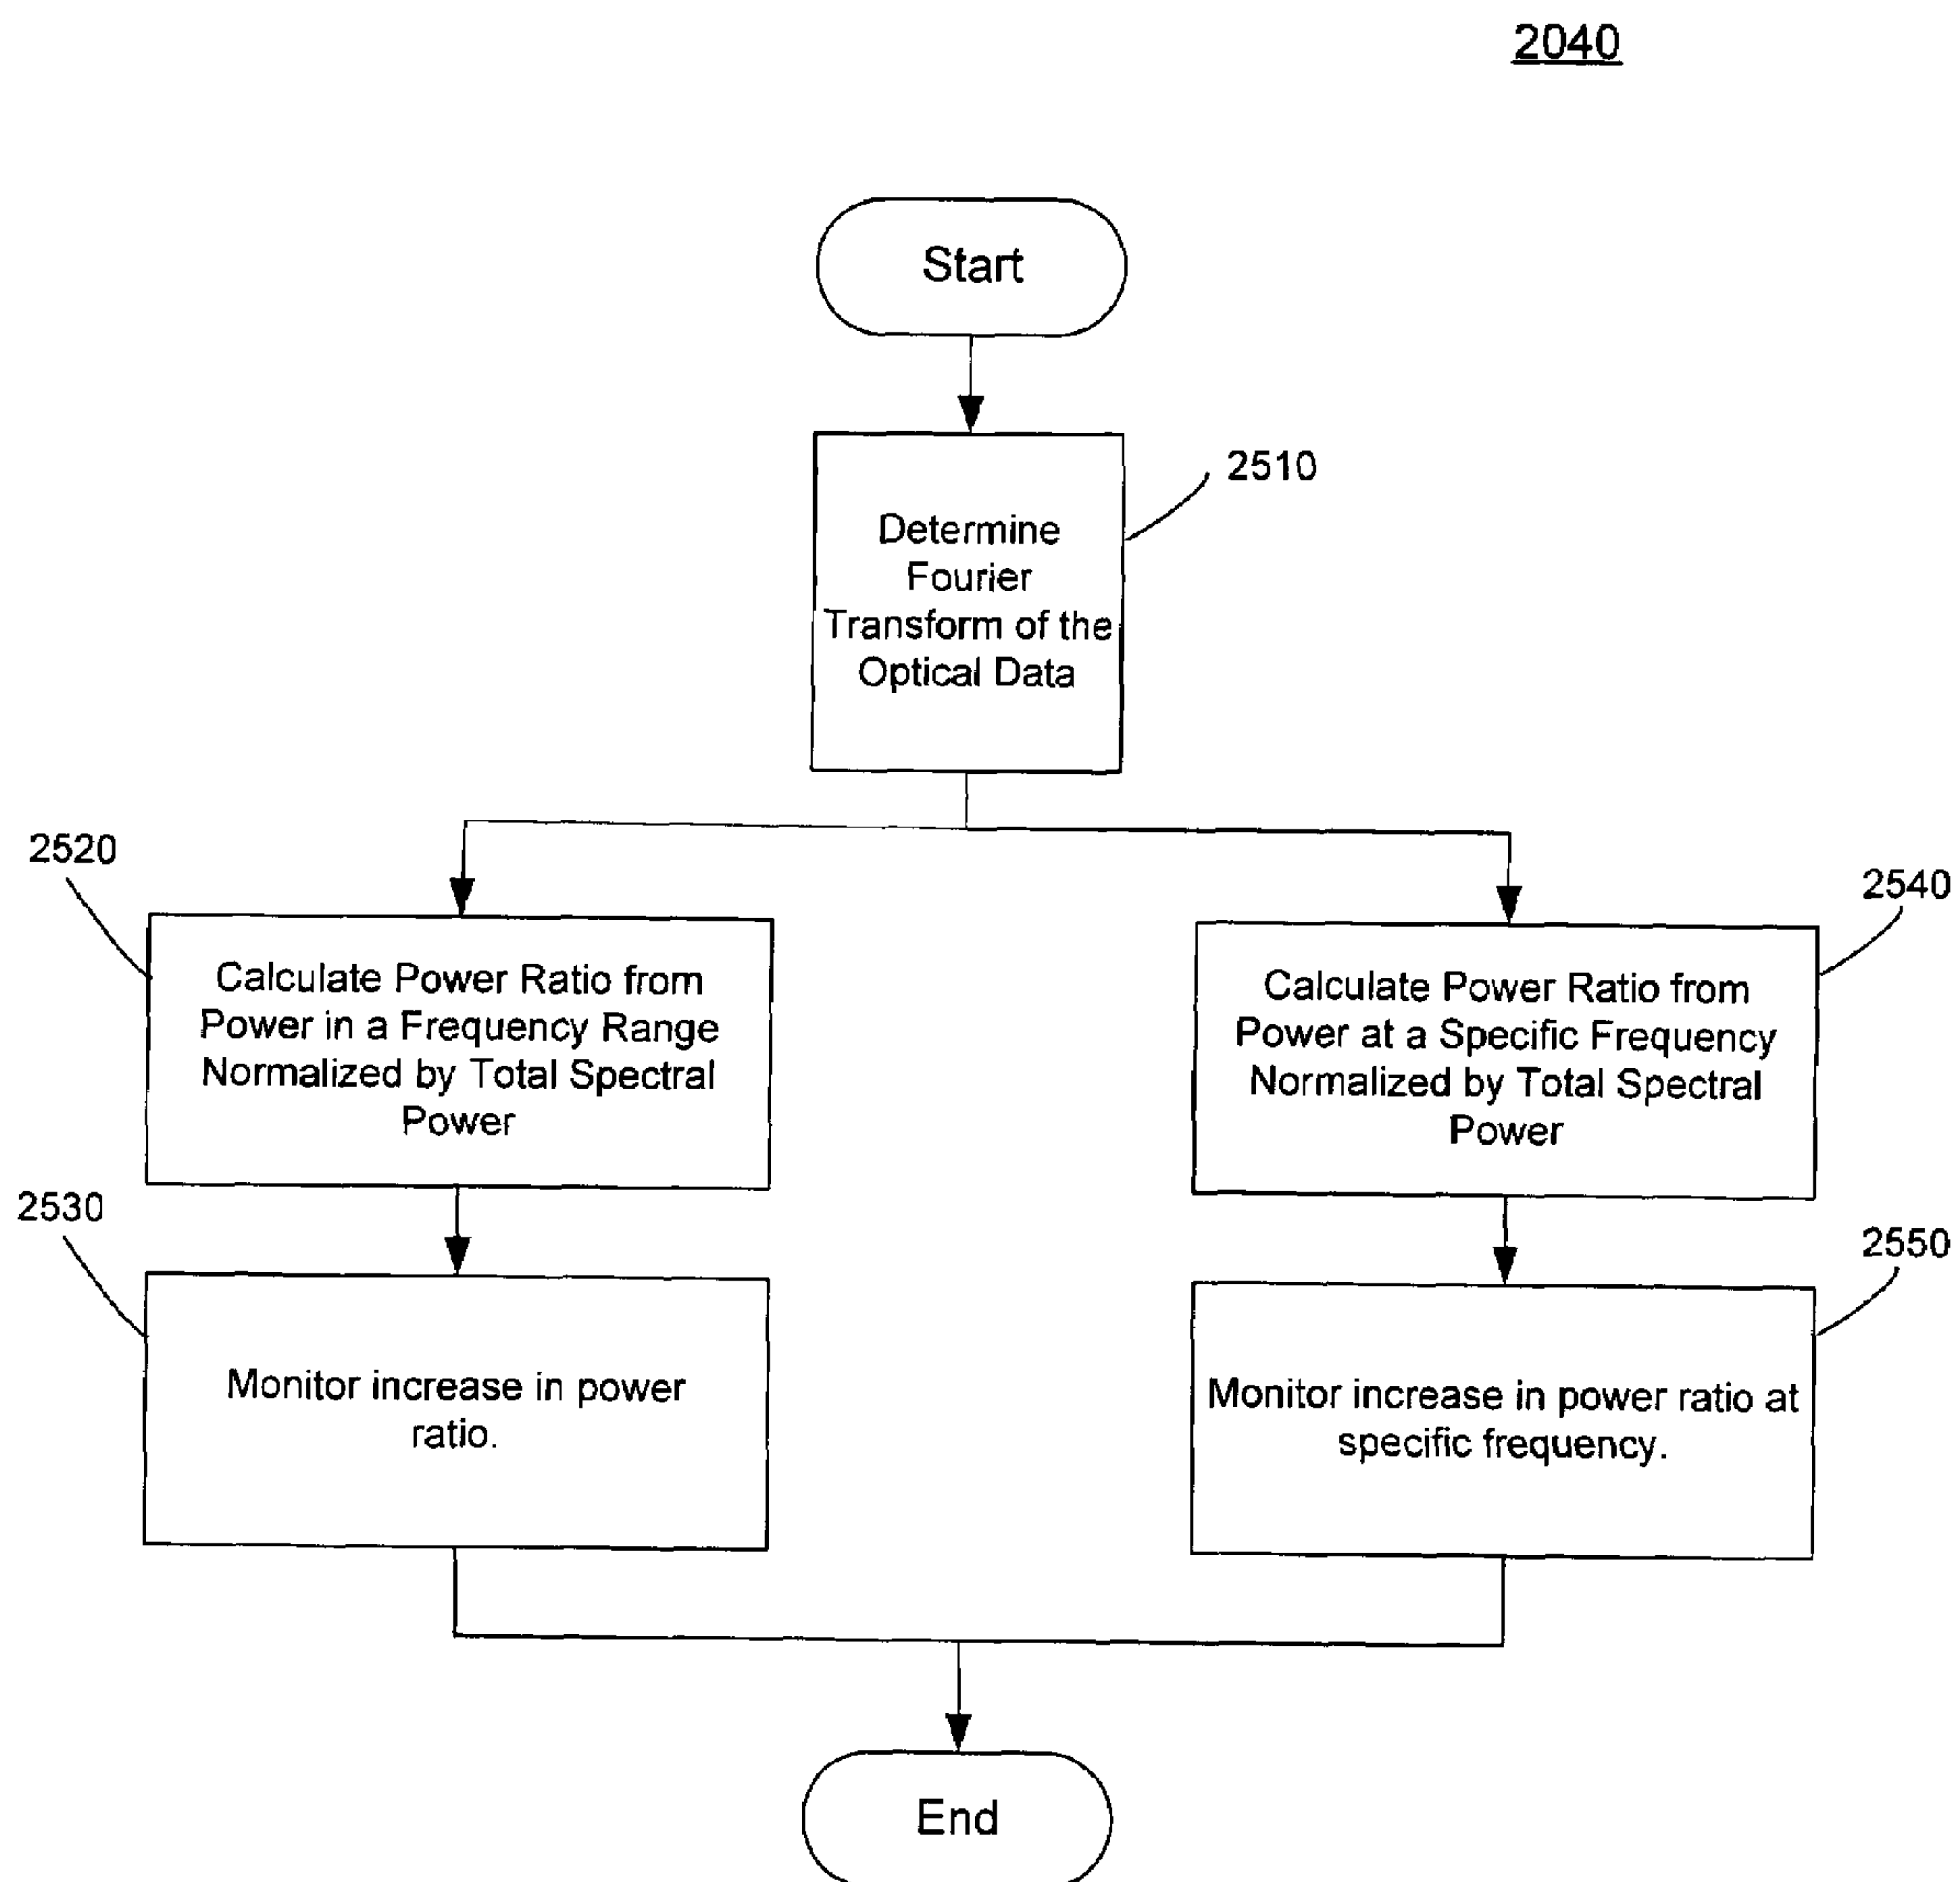 2040
Start
2510
Determine
Fourier
Transform of the
Optical Data
2520
2540
Calculate Power Ratio from
Power in a Frequency Range
Normalized by Total Spectral
Power
Calculate Power Ratio from
Power at a Specific Frequency
Normalized by Total Spectral
Power
2530
2550
Monitor increase in power
ratio.
Monitor increase in power ratio at
specific frequency.
End